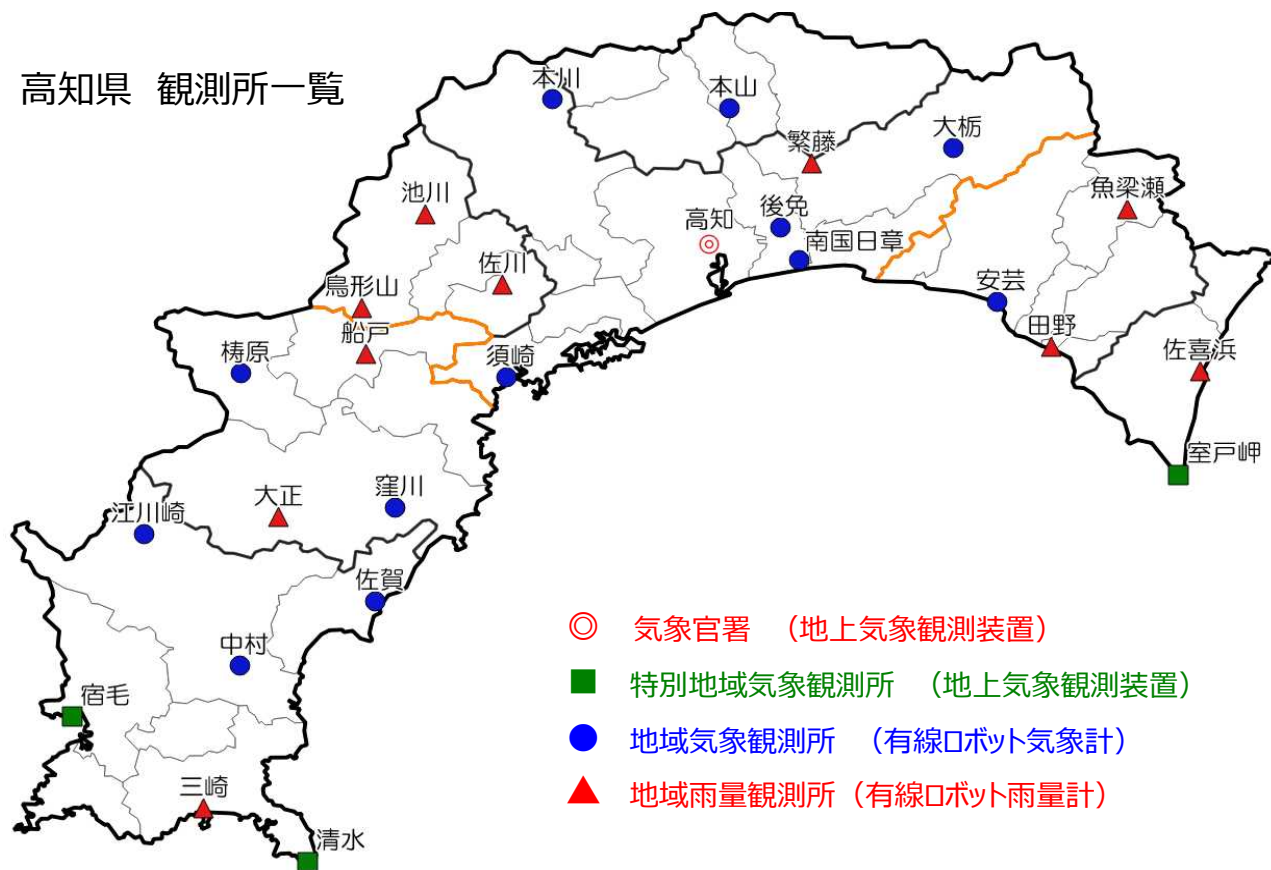 高知県 観測所一覧
本川
本山
大栃
繁藤
池川
魚梁瀬
高知
後免
南国日章
佐川
鳥形山
安芸
船戸
田野
梼原
須崎
佐喜浜
室戸岬
大正
窪川
江川崎
佐賀
中村
宿毛
三崎
清水
◎ 気象官署 （地上気象観測装置）
■ 特別地域気象観測所 （地上気象観測装置）
● 地域気象観測所 （有線ロボット気象計）
▲ 地域雨量観測所（有線ロボット雨量計）